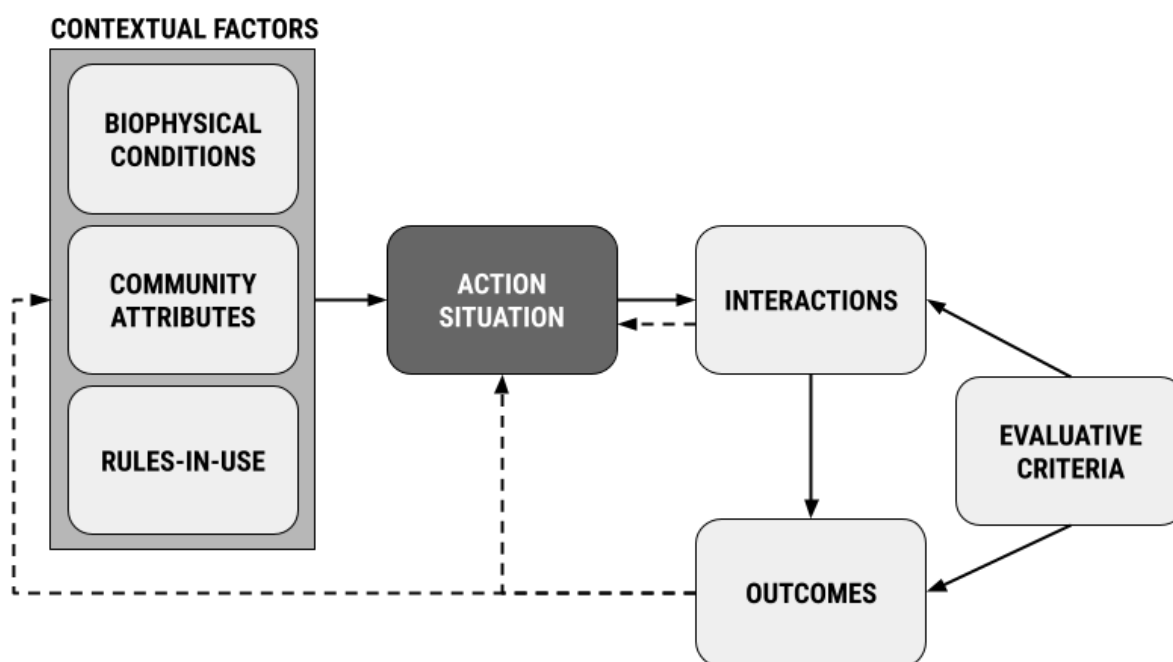 CONTEXTUAL FACTORS
BIOPHYSICAL
CONDITIONS
COMMUNITY
ATTRIBUTES
RULES-IN-USE
ACTION
SITUATION
INTERACTIONS
EVALUATIVE
CRITERIA
OUTCOMES